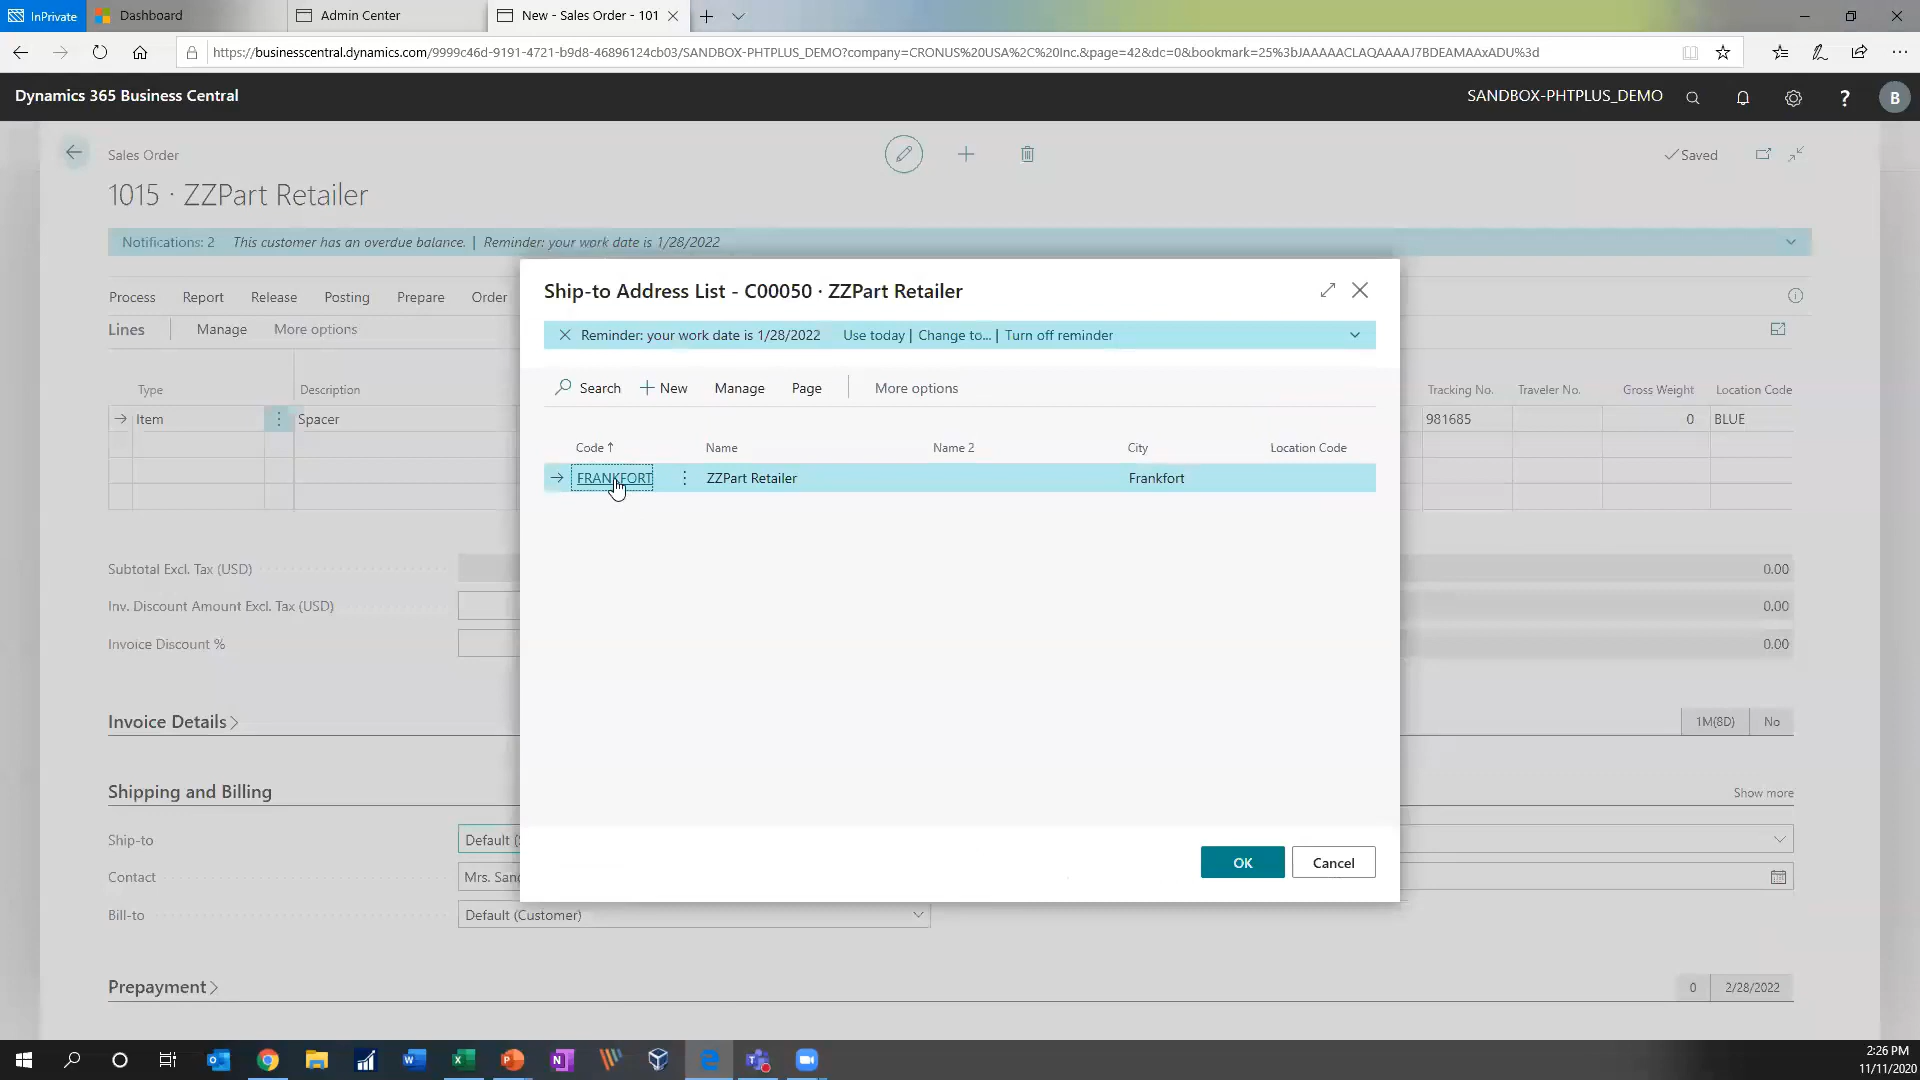 InPrivate Dashboard Admin Center New - Sales Order - 101
https://businesscentral.dynamics.com/9999c46d-9191-4721-b9d8-46896124cb03/SANDBOX-PHTPLUS_DEMO?company=CRONUS%20USA%2C%20Inc.&page=42&dc=0&bookmark=25%3bJAAAAACLAQAAAAJ7BDEAMAAxADU%3d
Dynamics 365 Business Central SANDBOX-PHTPLUS_DEMO ? B
Sales Order Saved
1015 · ZZPart Retailer
Notifications: 2 This customer has an overdue balance. | Reminder: your work date is 1/28/2022
Process Report Release Posting Prepare Order
Lines Manage More options
Type Description Tracking No. Traveler No. Gross Weight Location Code
Item Spacer 981685 0 BLUE
Subtotal Excl. Tax (USD) 0.00
Inv. Discount Amount Excl. Tax (USD) 0.00
Invoice Discount % 0.00
Invoice Details 1M(8D) No
Shipping and Billing Show more
Ship-to Default (
Contact Mrs. San
Bill-to Default (Customer)
Prepayment 0 2/28/2022
Ship-to Address List - C00050 · ZZPart Retailer
Reminder: your work date is 1/28/2022 Use today | Change to... | Turn off reminder
Search New Manage Page More options
Code Name Name 2 City Location Code
FRANKFORT ZZPart Retailer Frankfort
OK Cancel
2:26 PM
11/11/2020